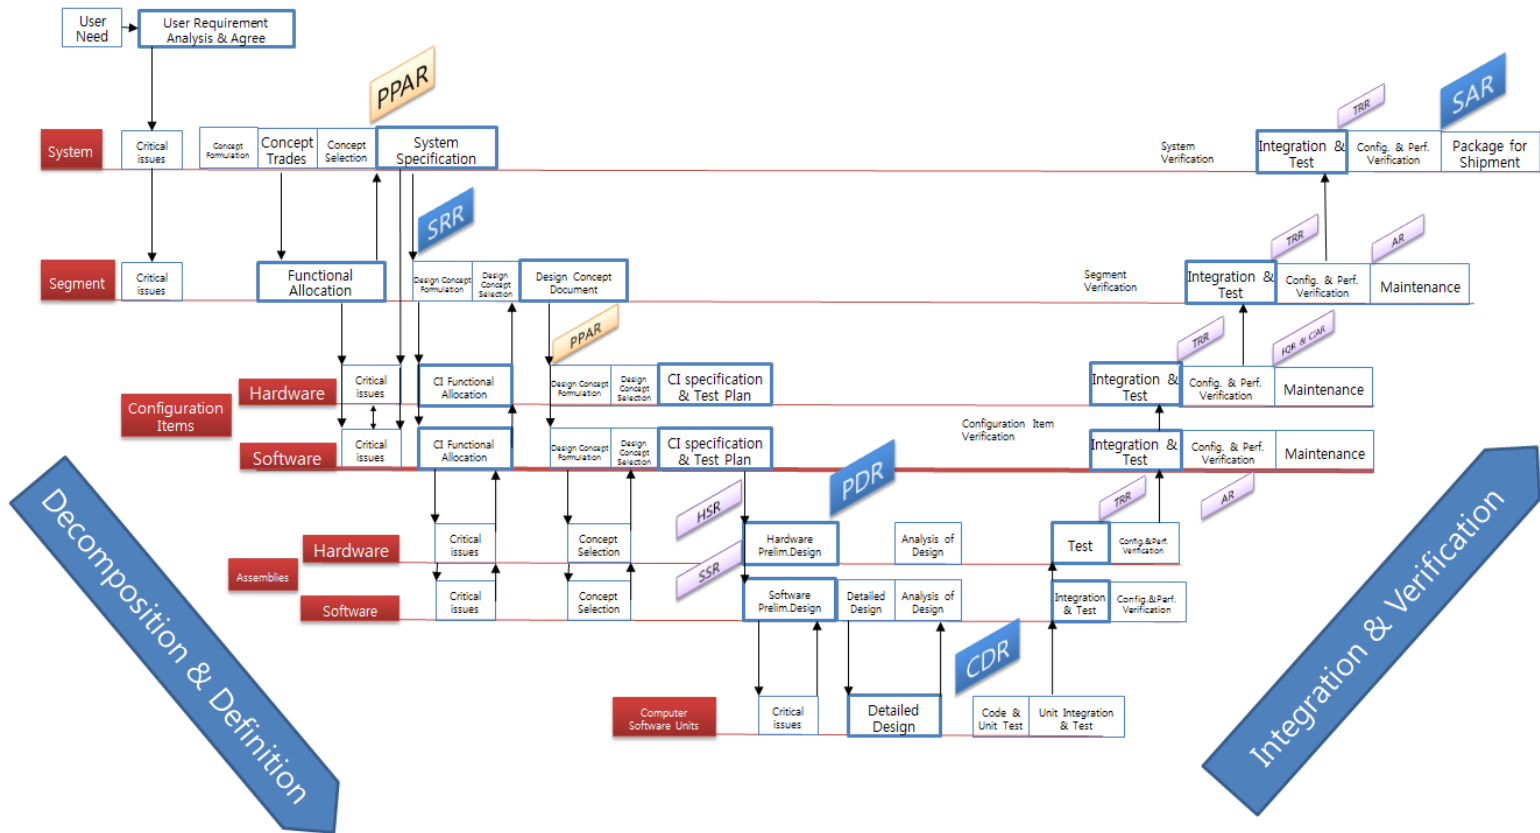 User
Need
User Requirement
Analysis & Agree
PPAR
TRR
SAR
System
Critical
issues
Concept
Formulation
Concept
Trades
Concept
Selection
System
Specification
System
Verification
Integration &
Test
Config. & Perf.
Verification
Package for
Shipment
SRR
TRR
AR
Segment
Critical
issues
Functional
Allocation
Design Concept
Formulation
Design
Concept
Selection
Design Concept
Document
Segment
Verification
Integration &
Test
Config. & Perf.
Verification
Maintenance
PPAR
TRR
FQR & CIAR
Configuration
Items
Hardware
Critical
issues
CI Functional
Allocation
Design Concept
Formulation
Design
Concept
Selection
CI specification
& Test Plan
Integration &
Test
Config. & Perf.
Verification
Maintenance
Configuration Item
Verification
Software
Critical
issues
CI Functional
Allocation
Design Concept
Formulation
Design
Concept
Selection
CI specification
& Test Plan
Integration &
Test
Config. & Perf.
Verification
Maintenance
PDR
HSR
TRR
AR
Assemblies
Hardware
Critical
issues
Concept
Selection
Hardware
Prelim.Design
Analysis of
Design
Test
Config.&Perf.
Verification
SSR
Software
Critical
issues
Concept
Selection
Software
Prelim.Design
Detailed
Design
Analysis of
Design
Integration
& Test
Config.&Perf.
Verification
CDR
Computer
Software Units
Critical
issues
Detailed
Design
Code &
Unit Test
Unit Integration
& Test
Decomposition & Definition
Integration & Verification